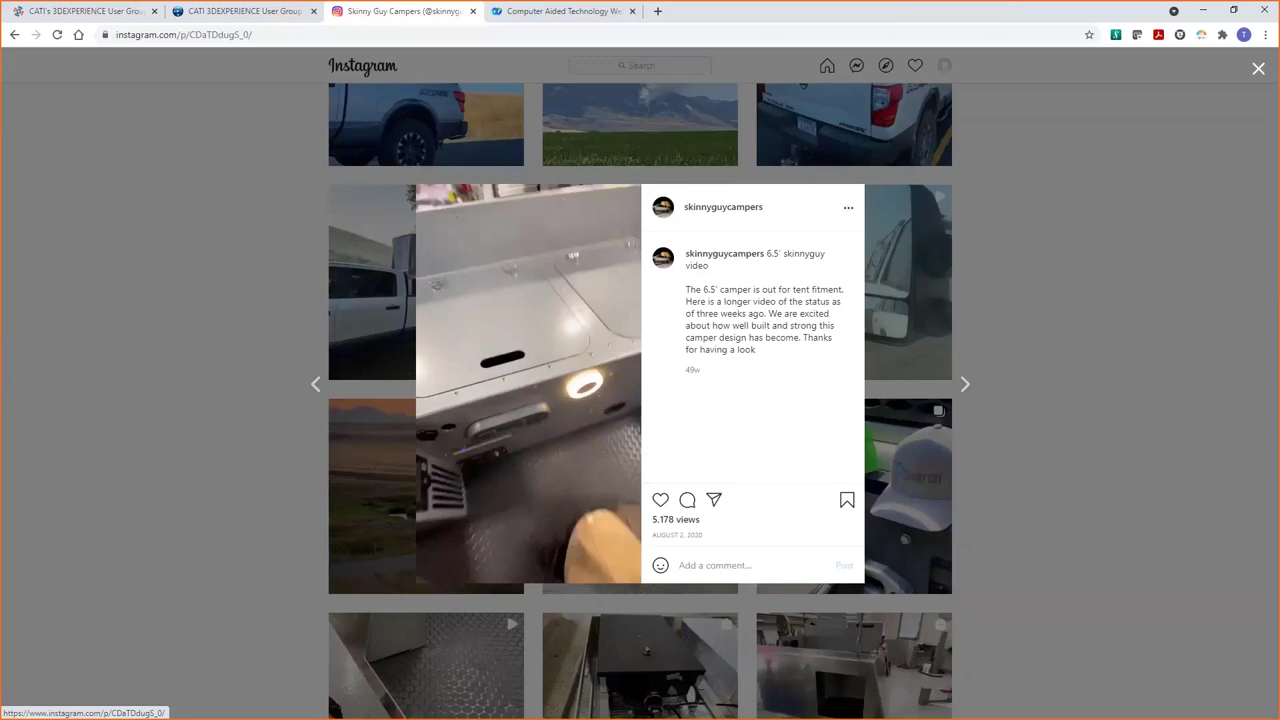 CATI's 3DEXPERIENCE User Grou
CATI 3DEXPERIENCE User Group
Skinny Guy Campers (@skinnygu
Computer Aided Technology We
instagram.com/p/CDaTDdugS_0/
T
Instagram
Search
skinnyguycampers
skinnyguycampers 6.5' skinnyguy
video
The 6.5' camper is out for tent fitment.
Here is a longer video of the status as
of three weeks ago. We are excited
about how well built and strong this
camper design has become. Thanks
for having a look
49w
5,178 views
AUGUST 2, 2020
Add a comment...
Post
https://www.instagram.com/p/CDaTDdugS_0/